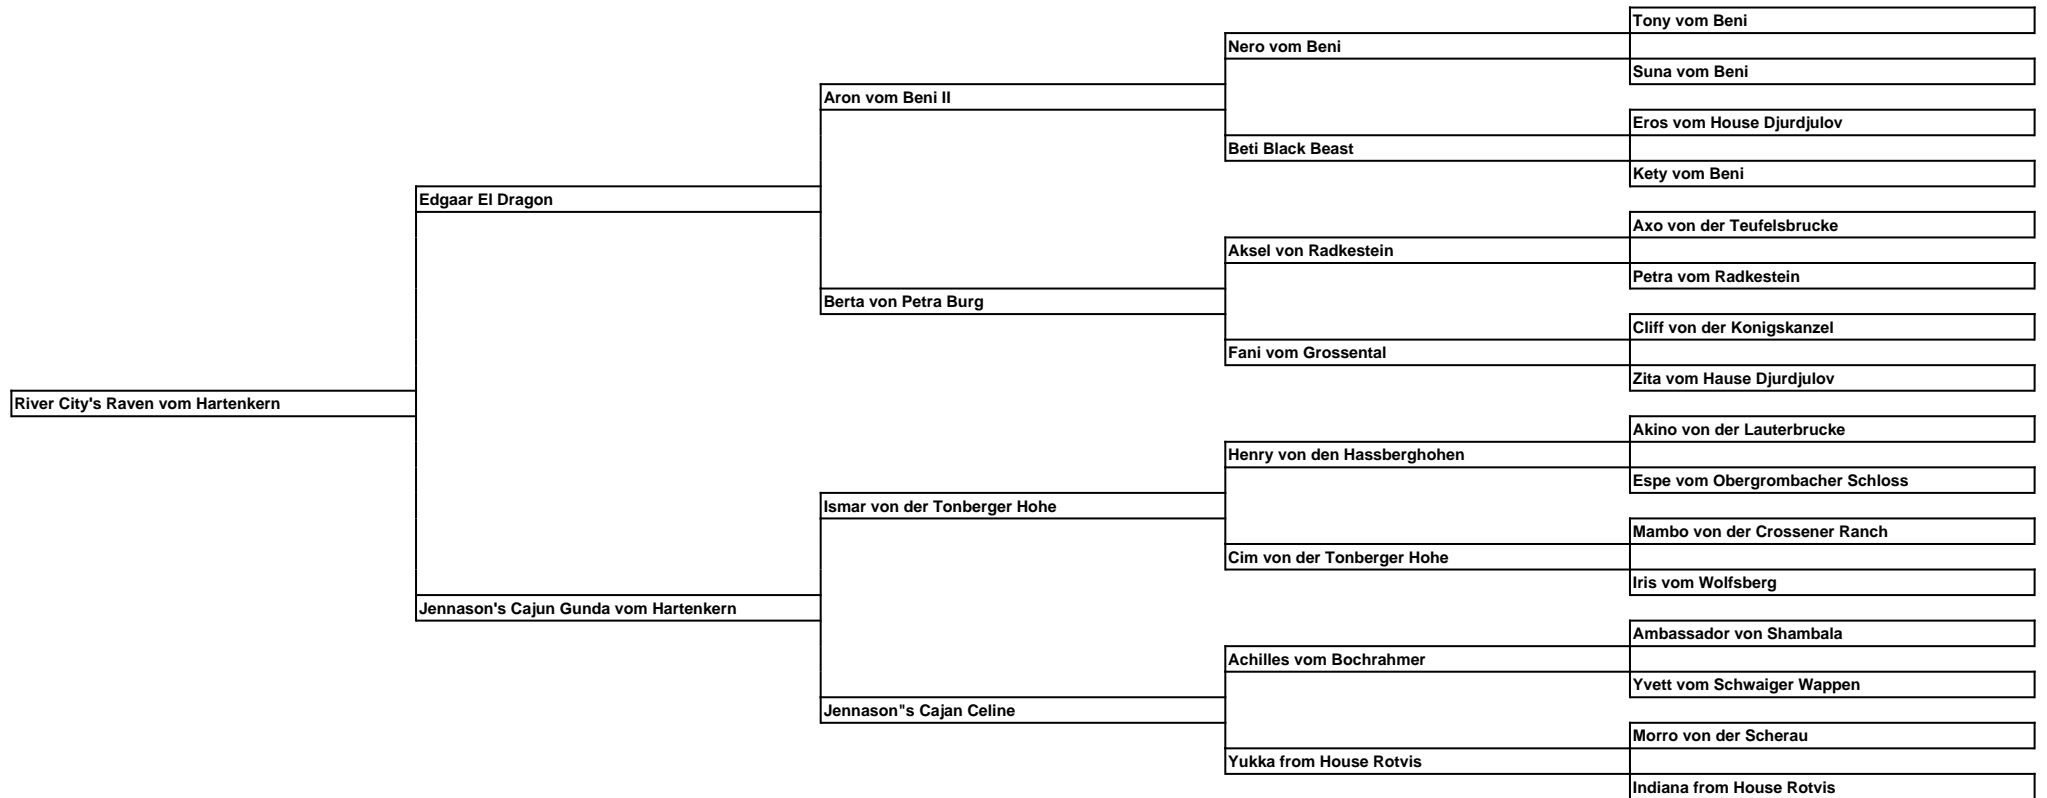 Tony vom Beni
Nero vom Beni
Suna vom Beni
Aron vom Beni II
Eros vom House Djurdjulov
Beti Black Beast
Kety vom Beni
Edgaar El Dragon
Axo von der Teufelsbrucke
Aksel von Radkestein
Petra vom Radkestein
Berta von Petra Burg
Cliff von der Konigskanzel
Fani vom Grossental
Zita vom Hause Djurdjulov
River City's Raven vom Hartenkern
Akino von der Lauterbrucke
Henry von den Hassberghohen
Espe vom Obergrombacher Schloss
Ismar von der Tonberger Hohe
Mambo von der Crossener Ranch
Cim von der Tonberger Hohe
Iris vom Wolfsberg
Jennason's Cajun Gunda vom Hartenkern
Ambassador von Shambala
Achilles vom Bochrahmer
Yvett vom Schwaiger Wappen
Jennason"s Cajan Celine
Morro von der Scherau
Yukka from House Rotvis
Indiana from House Rotvis